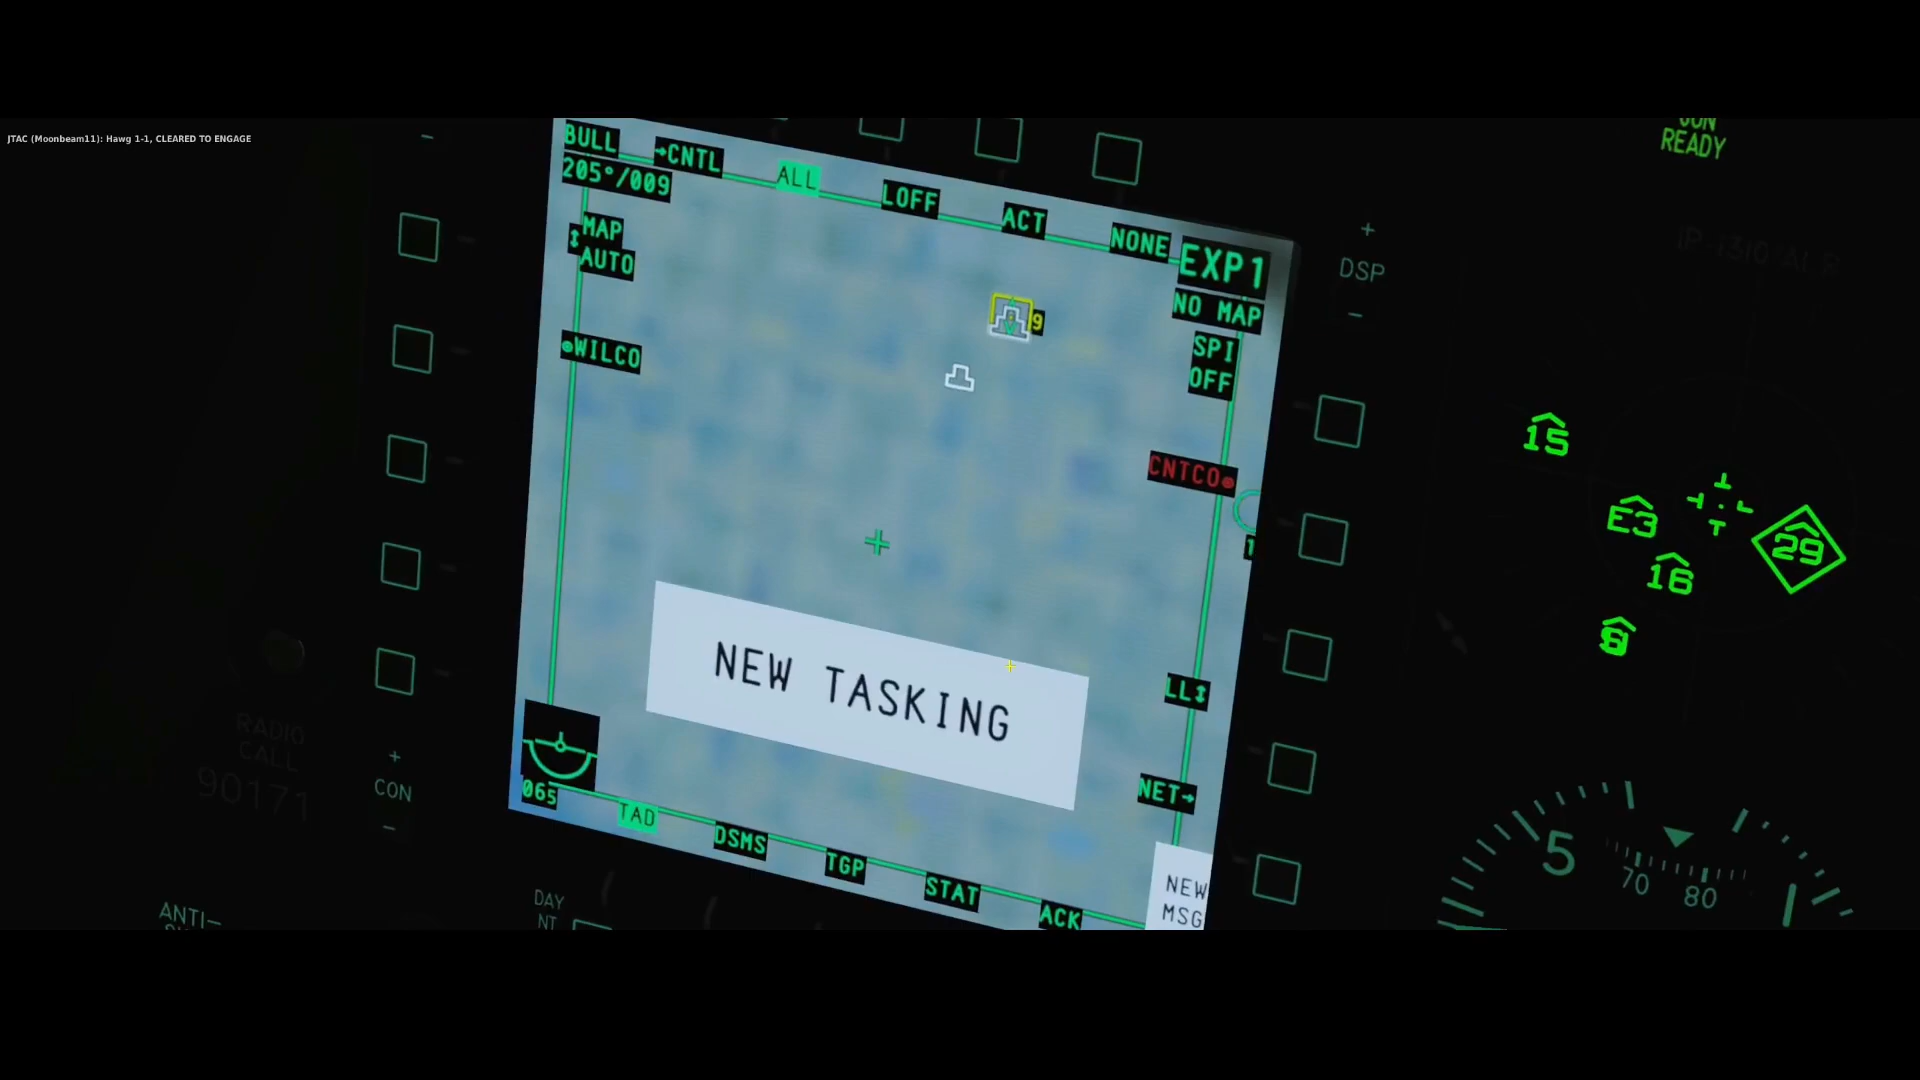 JTAC (Moonbeam11): Hawg 1-1, CLEARED TO ENGAGE
GUN
READY
BULL
205°/009
→CNTL
ALL
LOFF
ACT
NONE
EXP1
NO MAP
MAP
AUTO
9
SPI
OFF
+
DSP
−
WILCO
CNTCO
15
E3
16
29
S
NEW TASKING
LL↕
NET→
065
TAD
DSMS
TGP
STAT
ACK
NEW
MSG
RADIO
CALL
90171
+
CON
−
DAY
NT
ANTI-
5
70
80